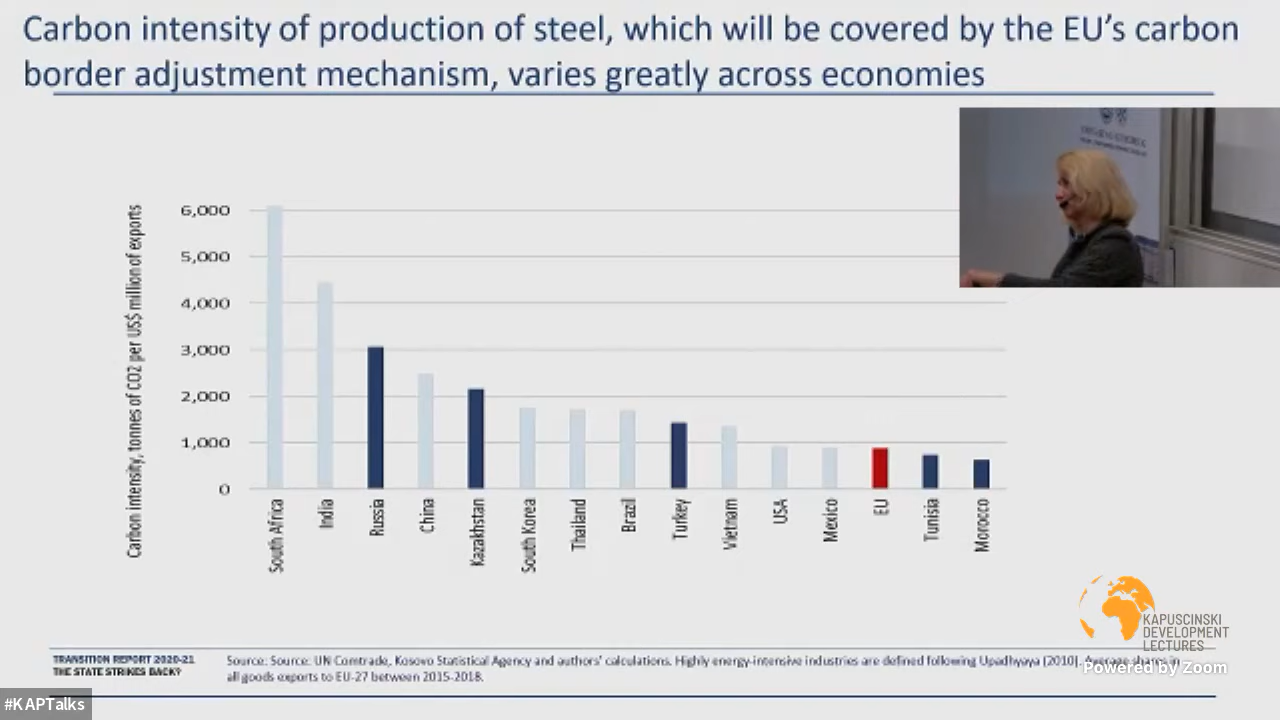 Carbon intensity of production of steel, which will be covered by the EU’s carbon
border adjustment mechanism, varies greatly across economies
Carbon intensity, tonnes of CO2 per US$ million of exports
6,000
5,000
4,000
3,000
2,000
1,000
0
South Africa
India
Russia
China
Kazakhstan
South Korea
Thailand
Brazil
Turkey
Vietnam
USA
Mexico
EU
Tunisia
Morocco
KAPUSCINSKI
DEVELOPMENT
LECTURES
TRANSITION REPORT 2020-21
THE STATE STRIKES BACK?
Source: Source: UN Comtrade, Kosovo Statistical Agency and authors’ calculations. Highly energy-intensive industries are defined following Upadhyaya (2010).
all goods exports to EU-27 between 2015-2018.
Powered by Zoom
#KAPTalks